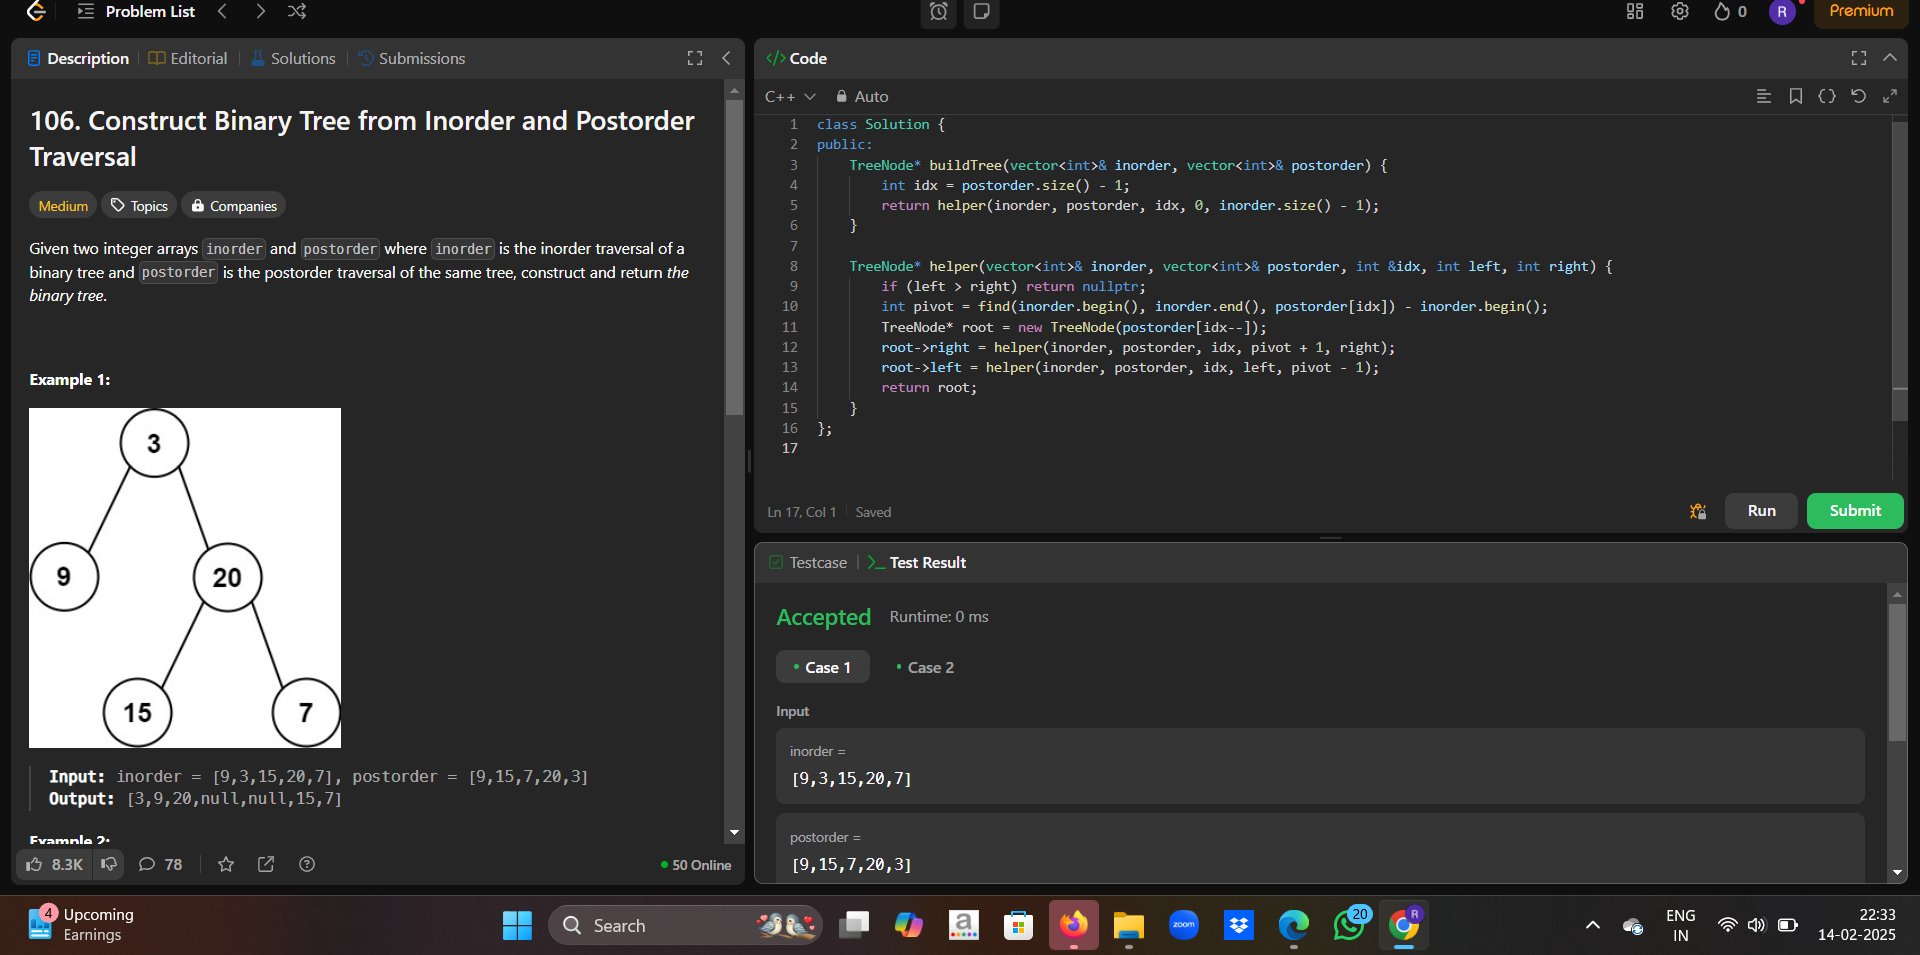 Problem List
0
R
Premium
Description
Editorial
Solutions
Submissions
106. Construct Binary Tree from Inorder and Postorder
Traversal
Medium
Topics
Companies
Given two integer arrays inorder and postorder where inorder is the inorder traversal of a
binary tree and postorder is the postorder traversal of the same tree, construct and return the
binary tree.
Example 1:
3
9
20
15
7
Input: inorder = [9,3,15,20,7], postorder = [9,15,7,20,3]
Output: [3,9,20,null,null,15,7]
Example 2:
8.3K
78
50 Online
</> Code
C++
Auto
1 class Solution {
2 public:
3 TreeNode* buildTree(vector<int>& inorder, vector<int>& postorder) {
4 int idx = postorder.size() - 1;
5 return helper(inorder, postorder, idx, 0, inorder.size() - 1);
6 }
7
8 TreeNode* helper(vector<int>& inorder, vector<int>& postorder, int &idx, int left, int right) {
9 if (left > right) return nullptr;
10 int pivot = find(inorder.begin(), inorder.end(), postorder[idx]) - inorder.begin();
11 TreeNode* root = new TreeNode(postorder[idx--]);
12 root->right = helper(inorder, postorder, idx, pivot + 1, right);
13 root->left = helper(inorder, postorder, idx, left, pivot - 1);
14 return root;
15 }
16 };
17
Ln 17, Col 1
Saved
Run
Submit
Testcase
>_ Test Result
Accepted
Runtime: 0 ms
Case 1
Case 2
Input
inorder =
[9,3,15,20,7]
postorder =
[9,15,7,20,3]
4
Upcoming
Earnings
Search
a
zoom
20
R
ENG
IN
22:33
14-02-2025